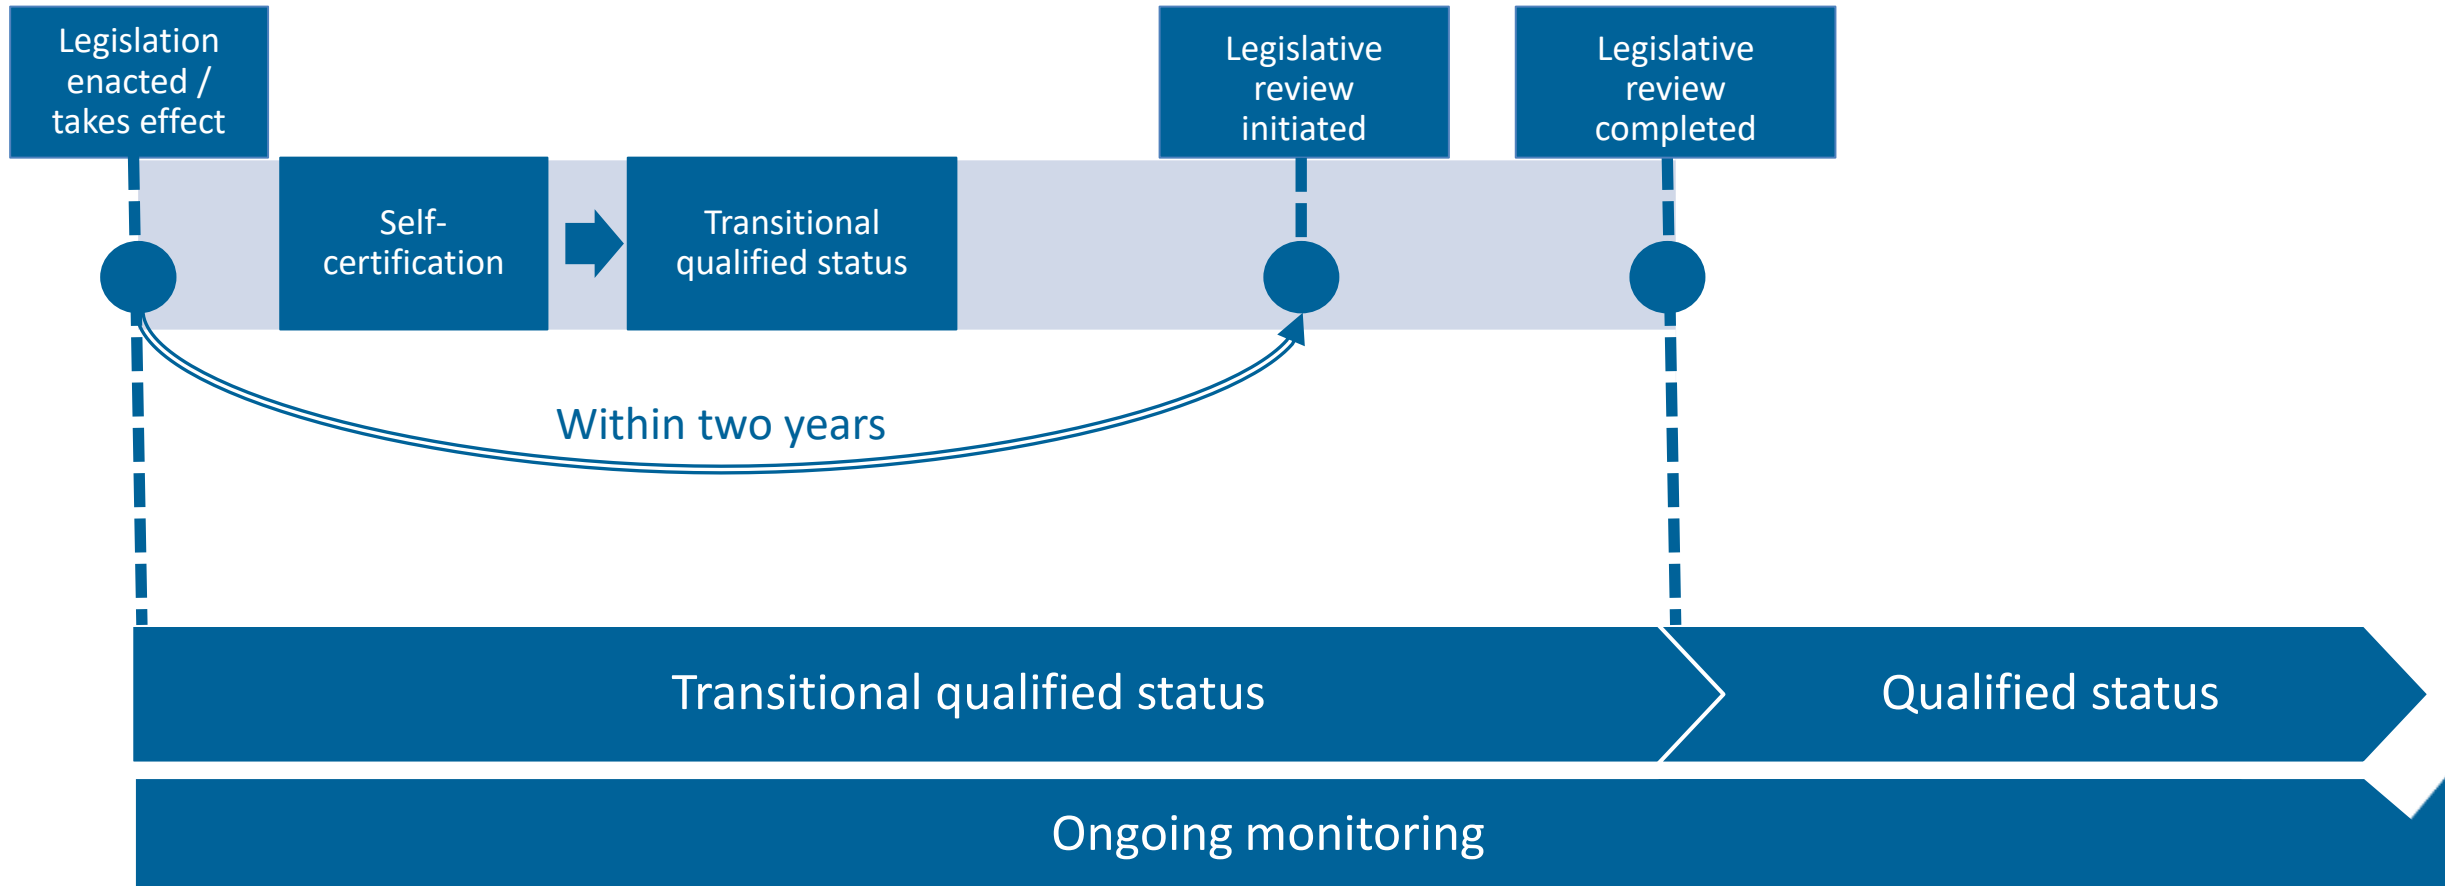 Legislation
enacted /
takes effect
Legislative
review
initiated
Legislative
review
completed
Self-
certification
Transitional
qualified status
Within two years
Transitional qualified status
Qualified status
Ongoing monitoring